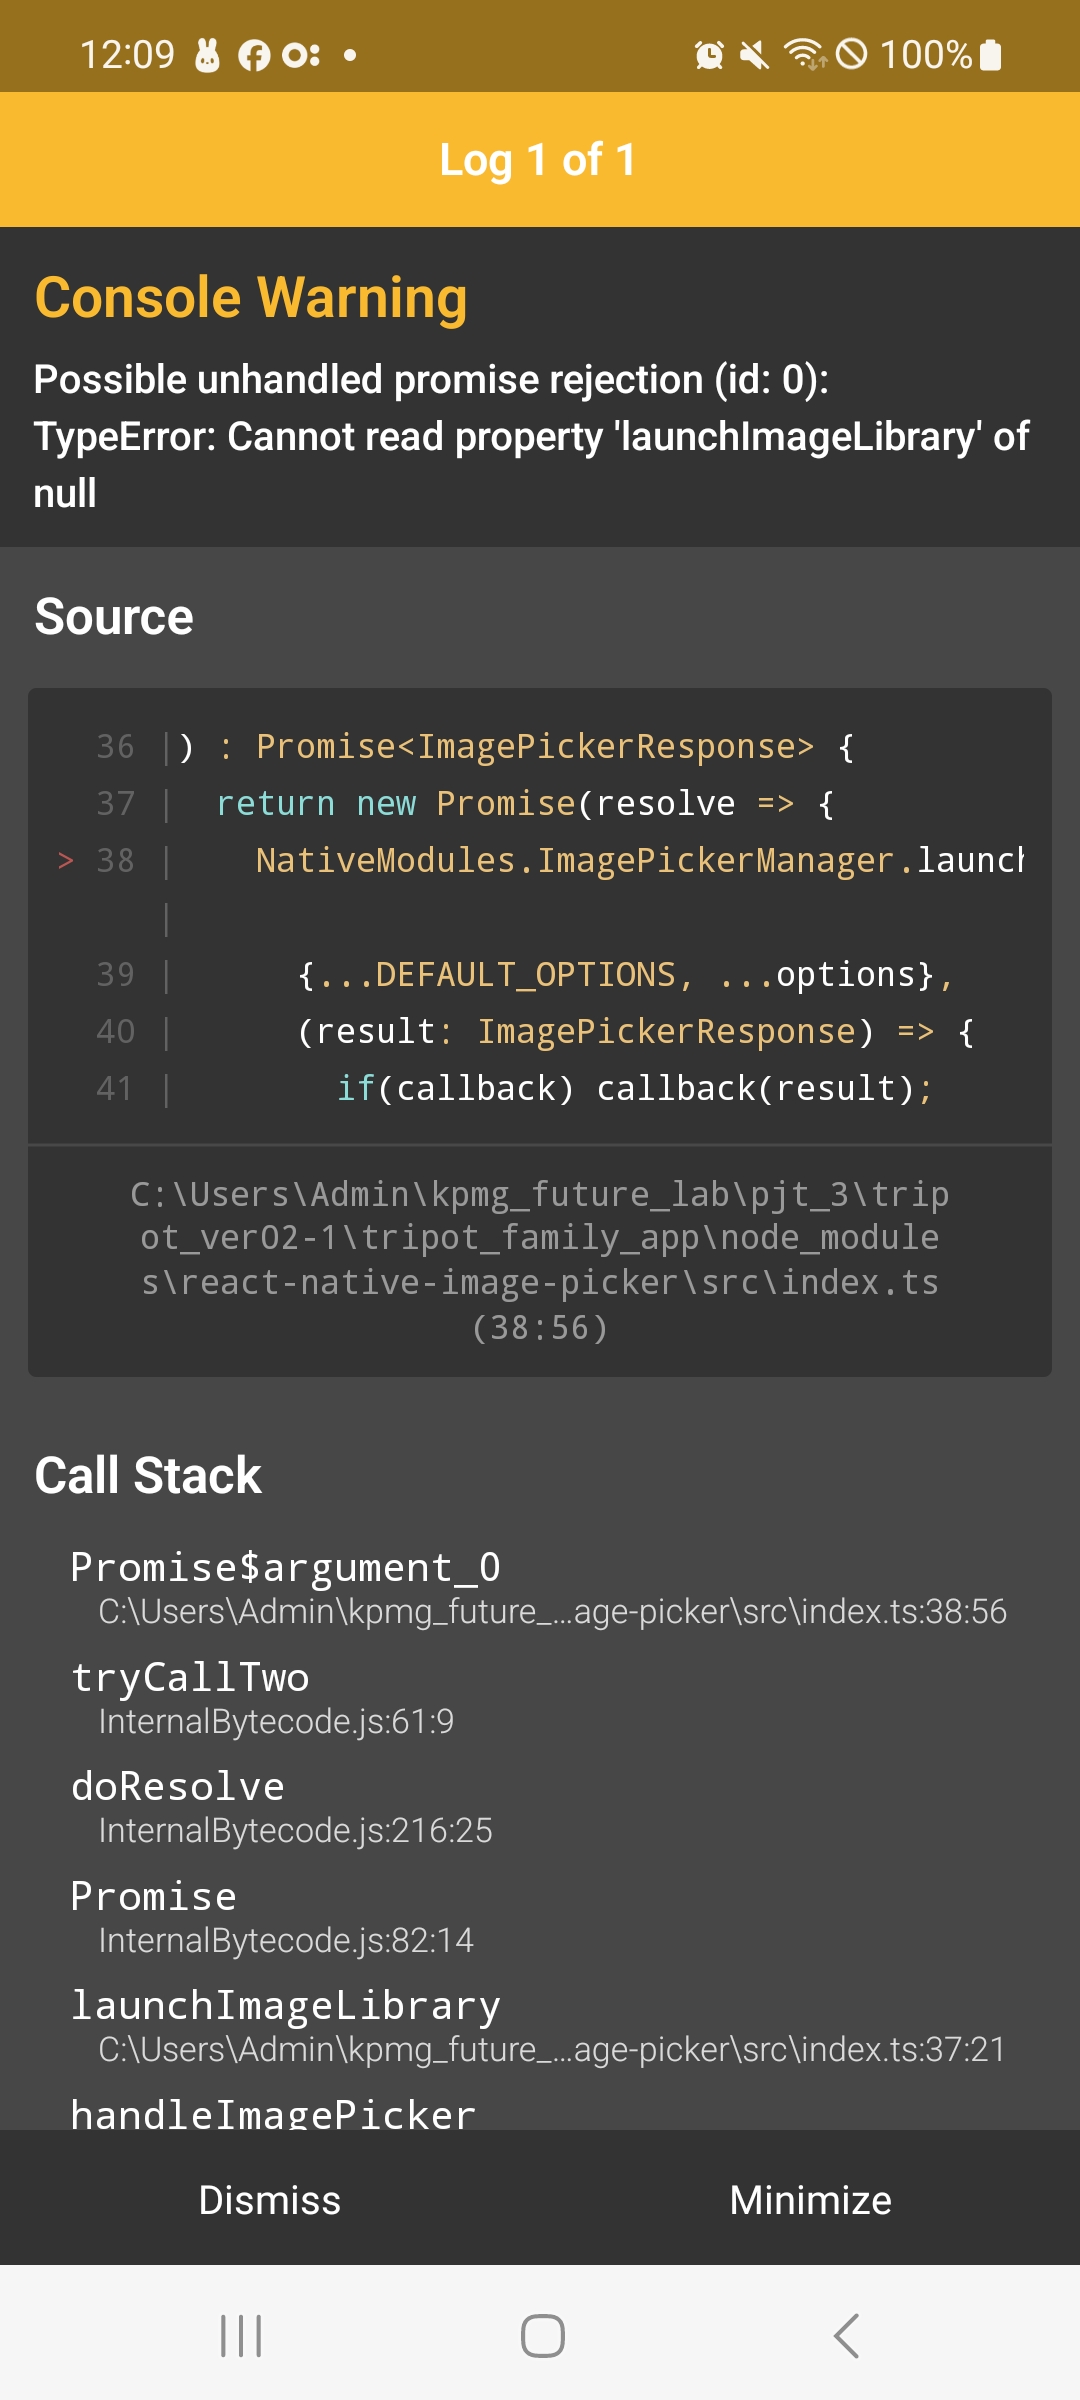 12:09
100%
Log 1 of 1
Console Warning
Possible unhandled promise rejection (id: 0):
TypeError: Cannot read property 'launchImageLibrary' of
null
Source
36 |) : Promise<ImagePickerResponse> {
37 |  return new Promise(resolve => {
> 38 |    NativeModules.ImagePickerManager.launch
|
39 |      {...DEFAULT_OPTIONS, ...options},
40 |      (result: ImagePickerResponse) => {
41 |        if(callback) callback(result);
C:\Users\Admin\kpmg_future_lab\pjt_3\trip
ot_ver02-1\tripot_family_app\node_module
s\react-native-image-picker\src\index.ts
(38:56)
Call Stack
Promise$argument_0
C:\Users\Admin\kpmg_future_...age-picker\src\index.ts:38:56
tryCallTwo
InternalBytecode.js:61:9
doResolve
InternalBytecode.js:216:25
Promise
InternalBytecode.js:82:14
launchImageLibrary
C:\Users\Admin\kpmg_future_...age-picker\src\index.ts:37:21
handleImagePicker
Dismiss
Minimize